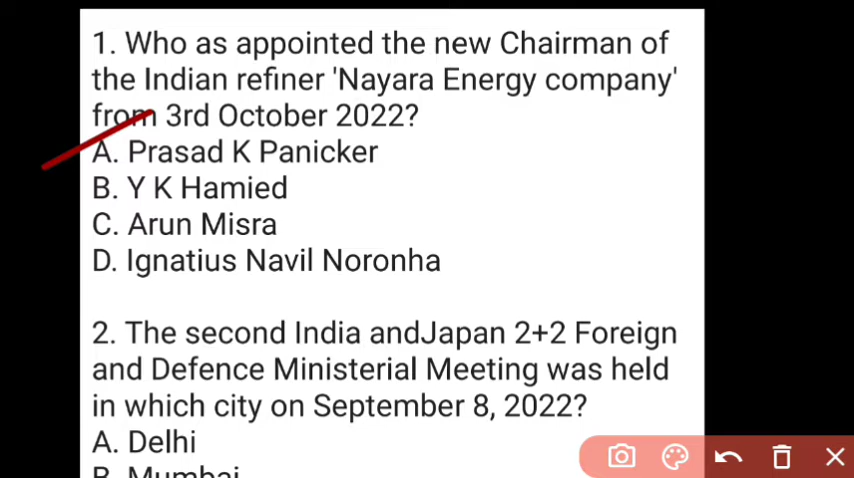 1. Who as appointed the new Chairman of
the Indian refiner 'Nayara Energy company'
from 3rd October 2022?
A. Prasad K Panicker
B. Y K Hamied
C. Arun Misra
D. Ignatius Navil Noronha
2. The second India andJapan 2+2 Foreign
and Defence Ministerial Meeting was held
in which city on September 8, 2022?
A. Delhi
B. Mumbai